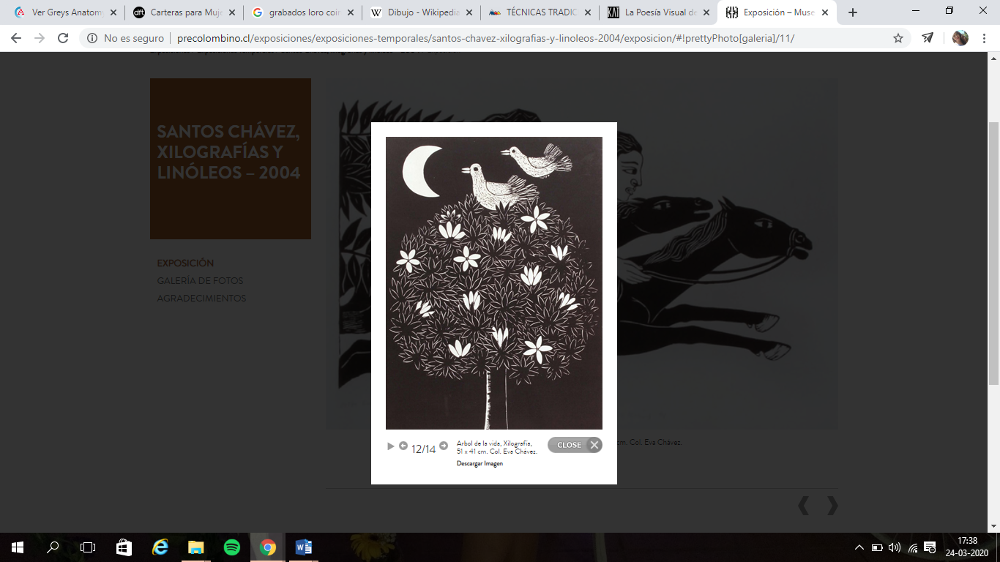 Ver Greys Anatomy
Carteras para Muje
grabados loro coir
Dibujo - Wikipedia
TÉCNICAS TRADIC
La Poesía Visual de
Exposición – Muse
No es seguro
precolombino.cl/exposiciones/exposiciones-temporales/santos-chavez-xilografias-y-linoleos-2004/exposicion/#!prettyPhoto[galeria]/11/
SANTOS CHÁVEZ,
XILOGRAFÍAS Y
LINÓLEOS – 2004
EXPOSICIÓN
GALERÍA DE FOTOS
AGRADECIMIENTOS
12/14
Arbol de la vida, Xilografía,
51 x 41 cm. Col. Eva Chávez.
Descargar Imagen
CLOSE
cm. Col. Eva Chávez.
17:38
24-03-2020